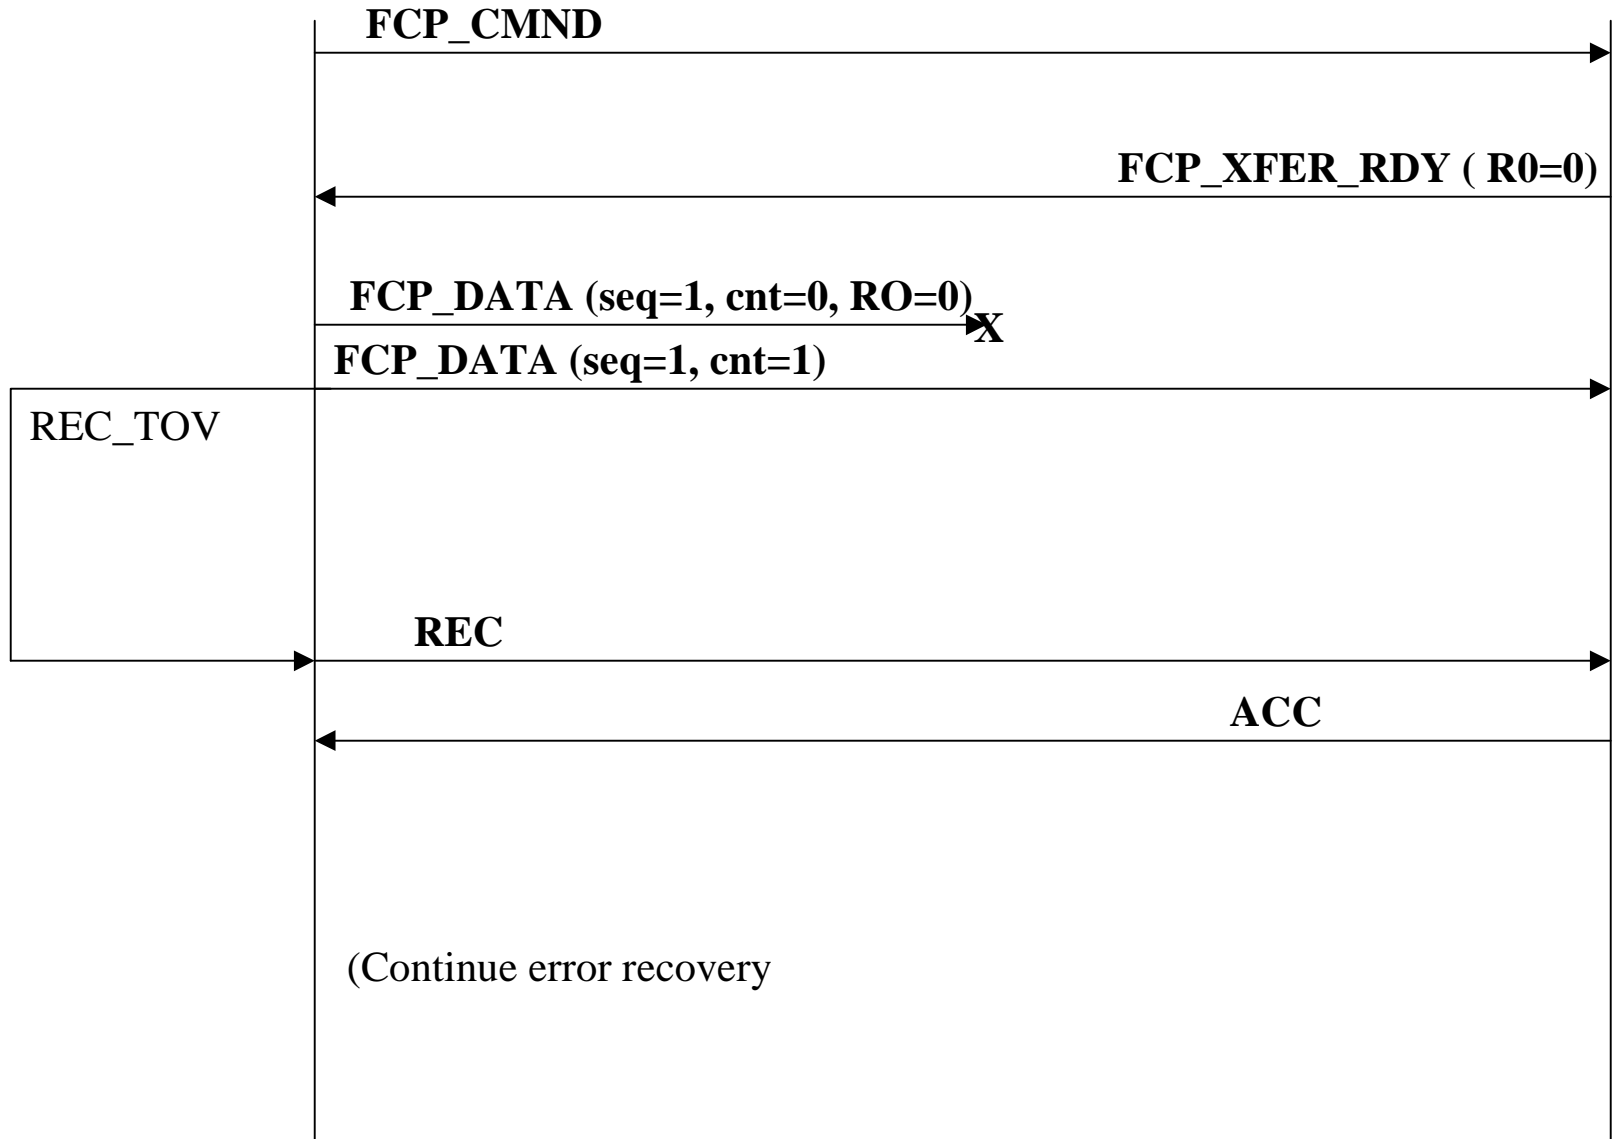 FCP_CMND
FCP_XFER_RDY ( R0=0)
FCP_DATA (seq=1, cnt=0, RO=0)
X
FCP_DATA (seq=1, cnt=1)
REC_TOV
REC
ACC
(Continue error recovery